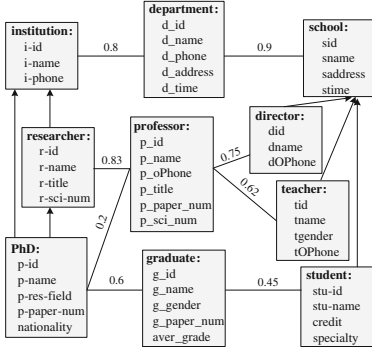 department:
d_id
d_name
d_phone
d_address
d_time
institution:
i-id
i-name
i-phone
0.8
0.9
school:
sid
sname
saddress
stime
researcher:
r-id
r-name
r-title
r-sci-num
0.83
professor:
p_id
p_name
p_oPhone
p_title
p_paper_num
p_sci_num
0.75
0.62
director:
did
dname
dOPhone
teacher:
tid
tname
tgender
tOPhone
0.2
PhD:
p-id
p-name
p-res-field
p-paper-num
nationality
0.6
graduate:
g_id
g_name
g_gender
g_paper_num
aver_grade
0.45
student:
stu-id
stu-name
credit
specialty